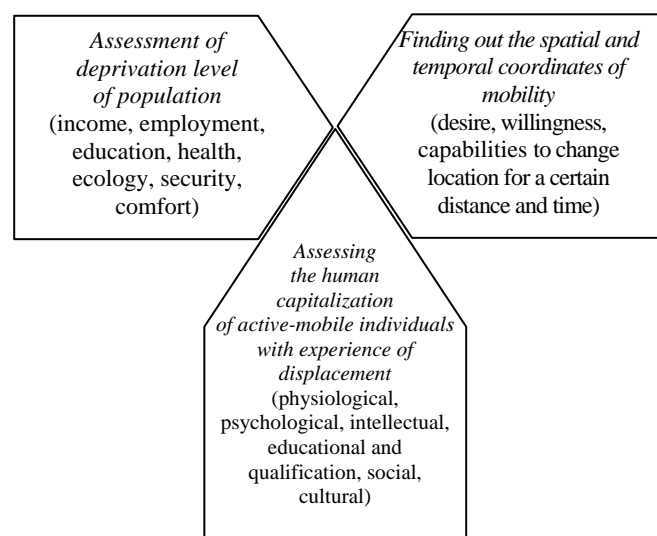 Assessment of
deprivation level
of population
(income, employment,
education, health,
ecology, security,
comfort)
Finding out the spatial and
temporal coordinates of
mobility
(desire, willingness,
capabilities to change
location for a certain
distance and time)
Assessing
the human
capitalization
of active-mobile individuals
with experience of
displacement
(physiological,
psychological, intellectual,
educational and
qualification, social,
cultural)